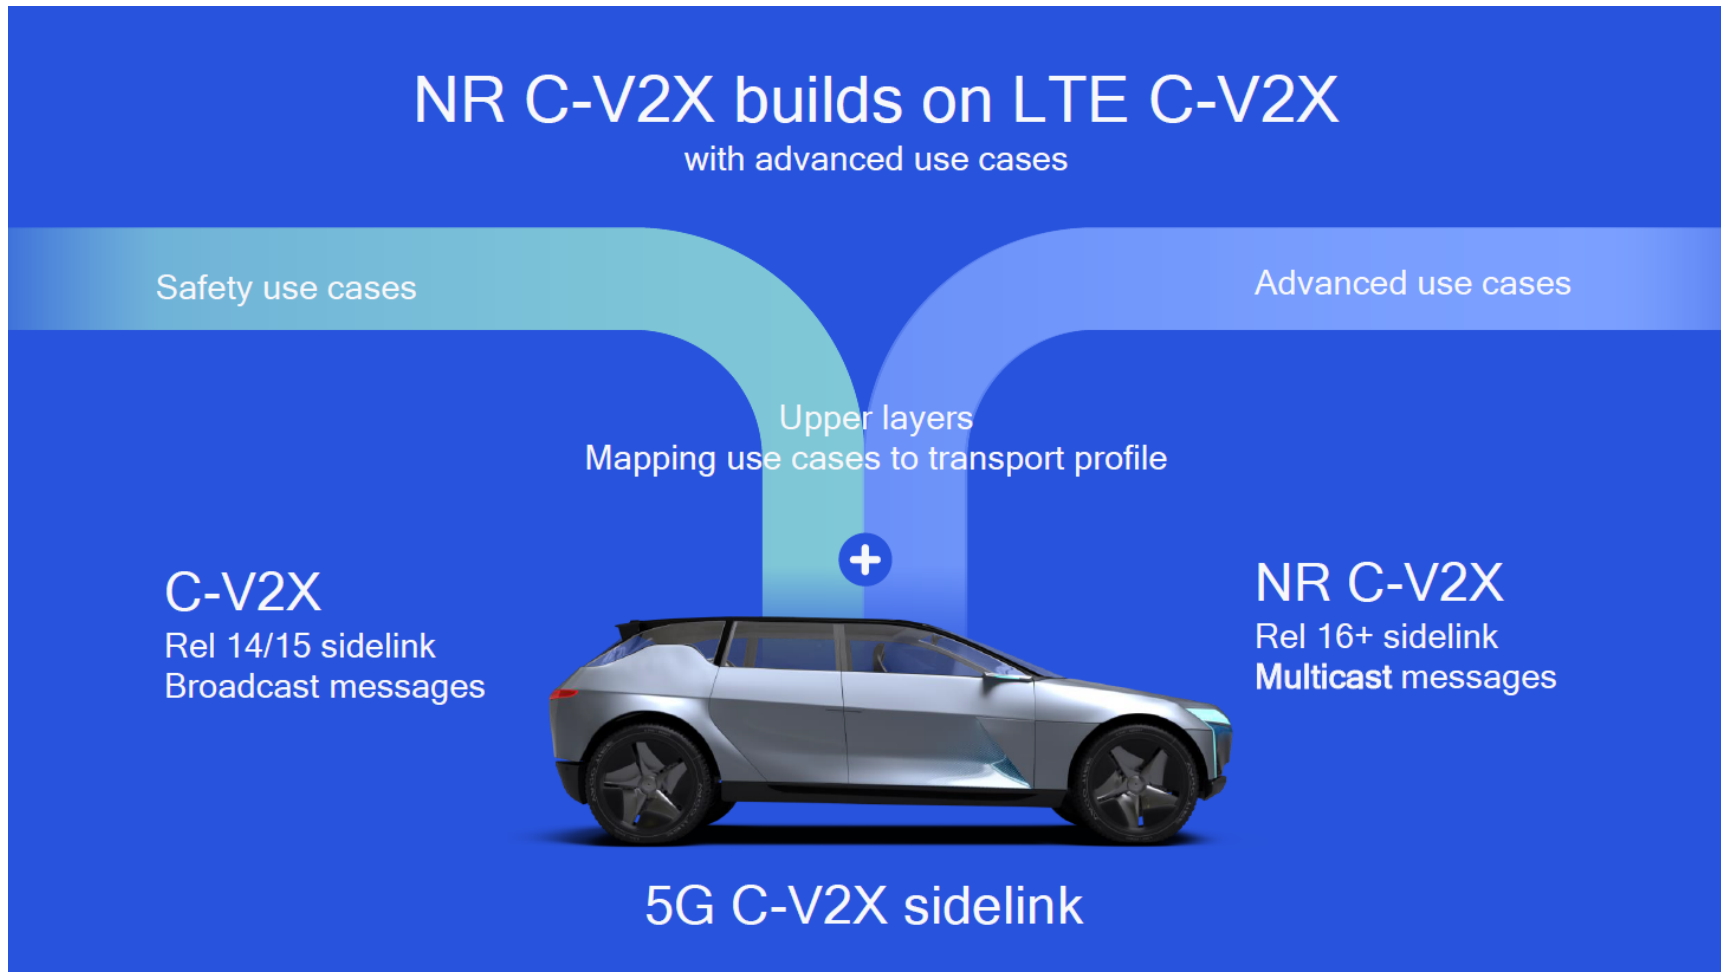 NR C-V2X builds on LTE C-V2X
with advanced use cases
Safety use cases
Advanced use cases
Upper layers
Mapping use cases to transport profile
C-V2X
Rel 14/15 sidelink
Broadcast messages
NR C-V2X
Rel 16+ sidelink
Multicast messages
5G C-V2X sidelink